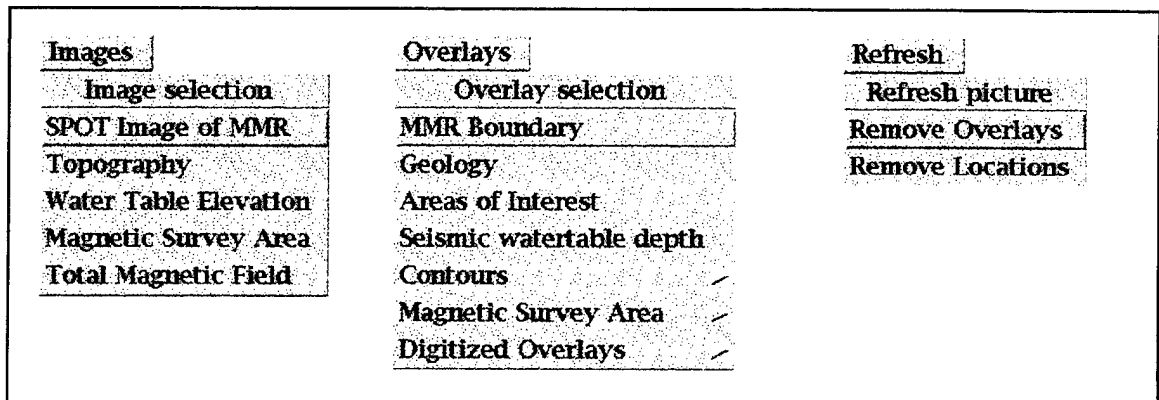 Images
Image selection
SPOT Image of MMR
Topography
Water Table Elevation
Magnetic Survey Area
Total Magnetic Field
Overlays
Overlay selection
MMR Boundary
Geology
Areas of Interest
Seismic watertable depth
Contours
Magnetic Survey Area
Digitized Overlays
Refresh
Refresh picture
Remove Overlays
Remove Locations